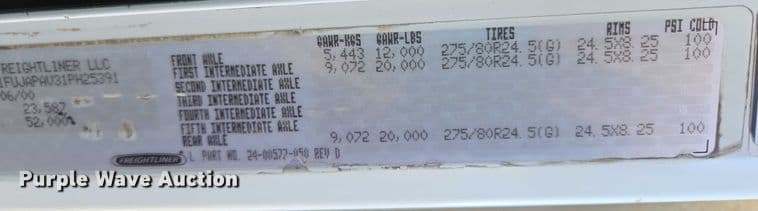 GAWR-KGS GAWR-LBS TIRES RIMS PSI COLD
FREIGHTLINER LLC
1FUJAPAV31PH25391
06/00
23,587
52,000
FRONT AXLE 5,443 12,000 275/80R24.5(G) 24.5X8.25 100
FIRST INTERMEDIATE AXLE 9,072 20,000 275/80R24.5(G) 24.5X8.25 100
SECOND INTERMEDIATE AXLE
THIRD INTERMEDIATE AXLE
FOURTH INTERMEDIATE AXLE
FIFTH INTERMEDIATE AXLE
REAR AXLE 9,072 20,000 275/80R24.5(G) 24.5X8.25 100
FREIGHTLINER L PART NO. 24-00577-050 REV D
Purple Wave Auction